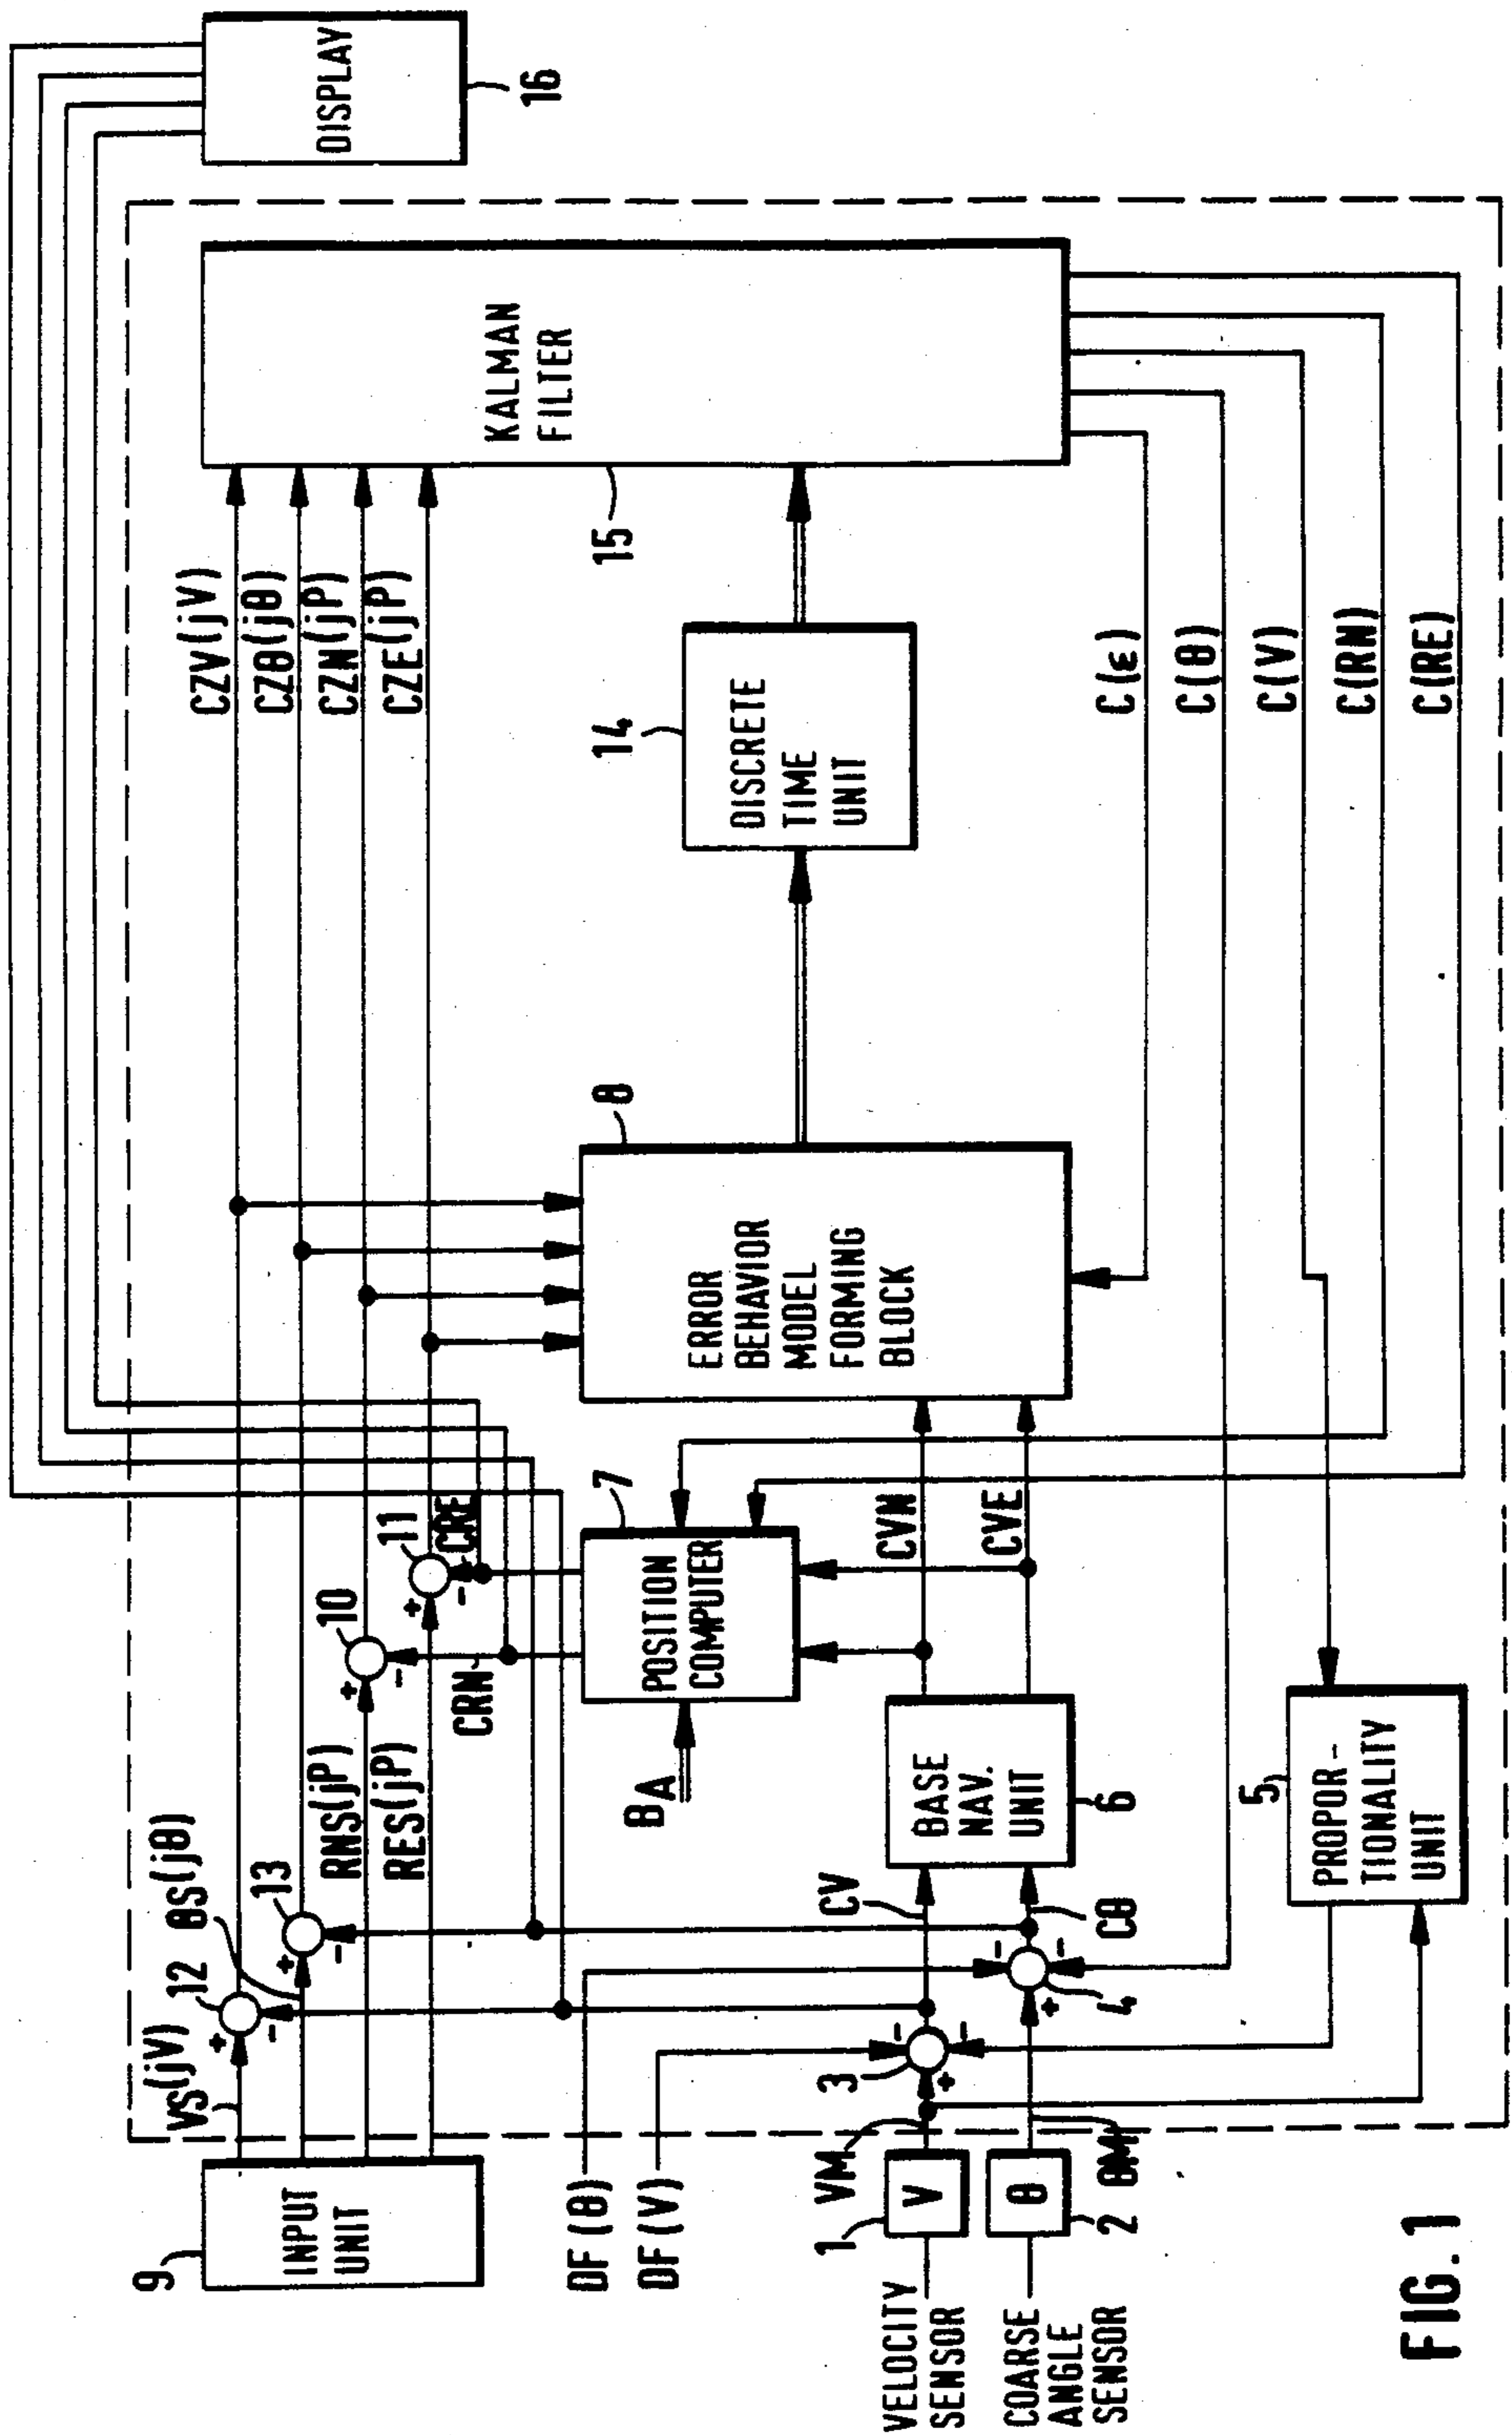 DISPLAY
16
KALMAN
FILTER
15
CZV(jV)
CZθ(jθ)
CZN(jP)
CZE(jP)
C(ε)
C(θ)
C(V)
C(RN)
C(RE)
14
DISCRETE
TIME
UNIT
8
ERROR
BEHAVIOR
MODEL
FORMING
BLOCK
7
POSITION
COMPUTER
BA
CVN
CVE
11
CRE
10
CRN
RNS(jP)
RES(jP)
13
θS(jθ)
12
VS(jV)
+
-
+
-
+
-
+
-
BASE
NAV.
UNIT
6
CV
Cθ
5
PROPOR-
TIONALITY
UNIT
3
+
-
-
4
+
-
-
9
INPUT
UNIT
DF(θ)
DF(V)
VM
1
V
2
θ
θM
VELOCITY
SENSOR
COARSE
ANGLE
SENSOR
FIG. 1